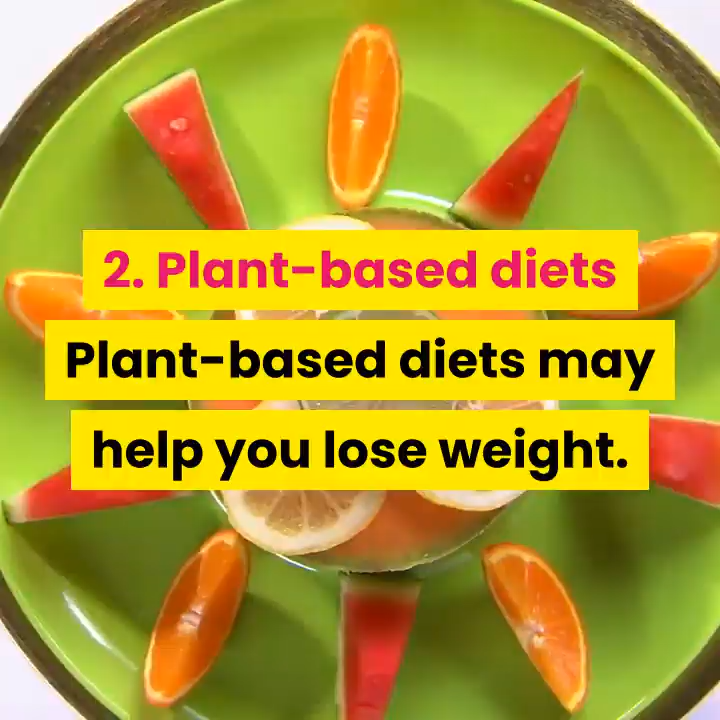 2. Plant-based diets
Plant-based diets may
help you lose weight.